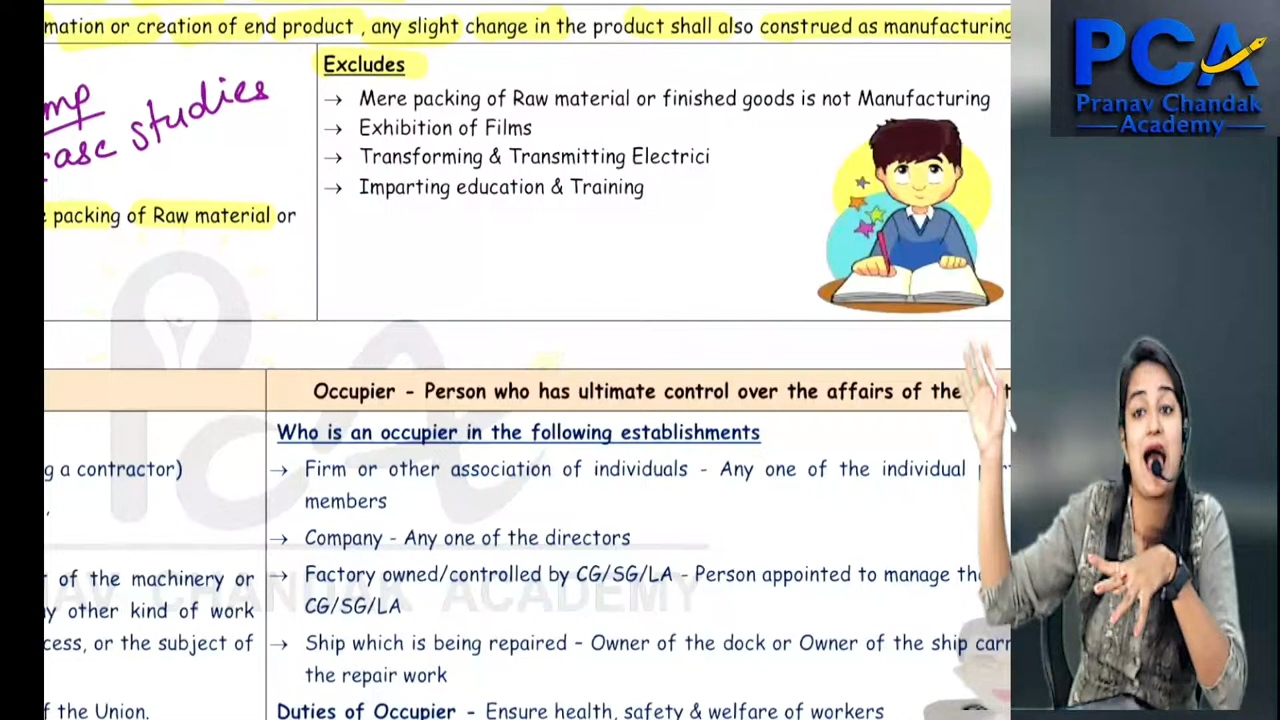 mation or creation of end product , any slight change in the product shall also construed as manufacturing
Excludes
→ Mere packing of Raw material or finished goods is not Manufacturing
→ Exhibition of Films
→ Transforming & Transmitting Electrici
→ Imparting education & Training
mp
case studies
packing of Raw material or
PCA
Pranav Chandak
Academy
Occupier - Person who has ultimate control over the affairs of the
Who is an occupier in the following establishments
g a contractor)
→ Firm or other association of individuals - Any one of the individual
members
→ Company - Any one of the directors
of the machinery or
→ Factory owned/controlled by CG/SG/LA - Person appointed to manage
y other kind of work
CG/SG/LA
cess, or the subject of
→ Ship which is being repaired - Owner of the dock or Owner of the ship
the repair work
f the Union.
Duties of Occupier - Ensure health, safety & welfare of workers
AV CHANDAK ACADEMY